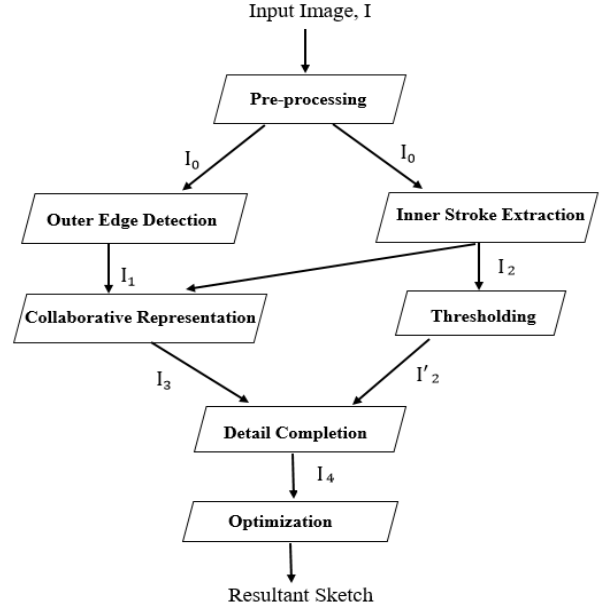 Input Image, I
Pre-processing
I₀ I₀
Outer Edge Detection Inner Stroke Extraction
I₁ I₂
Collaborative Representation Thresholding
I₃ I′₂
Detail Completion
I₄
Optimization
Resultant Sketch